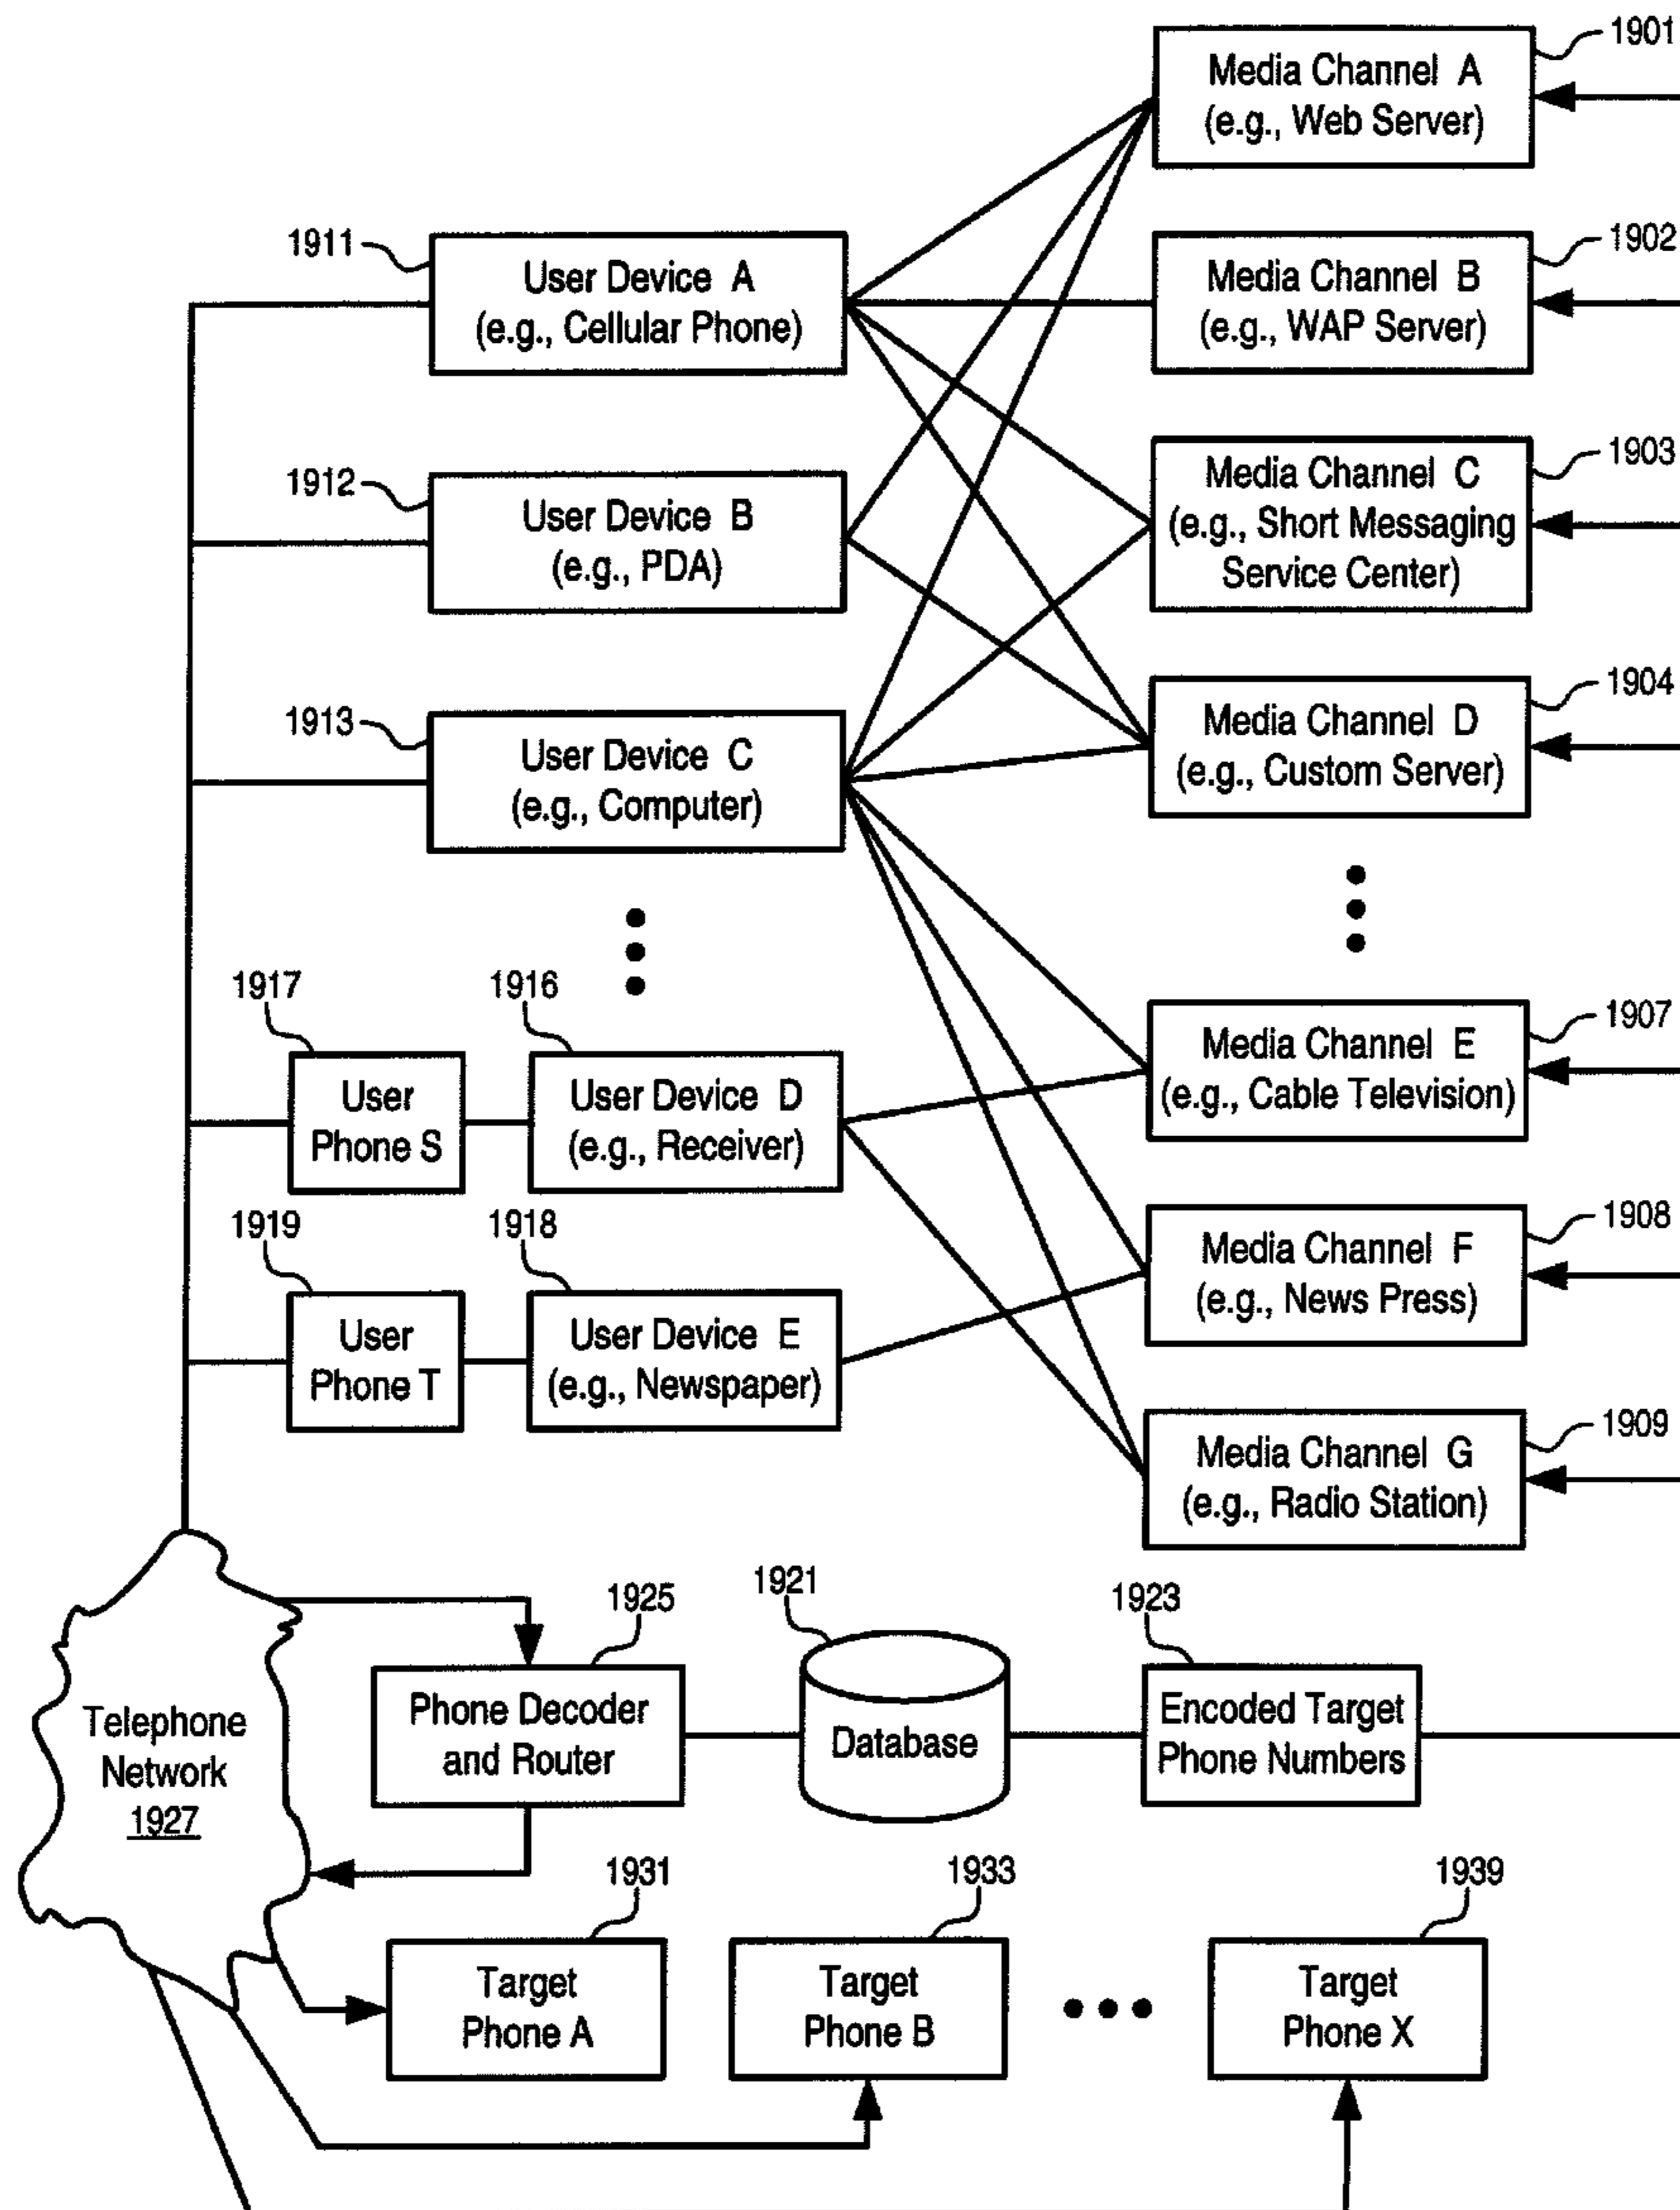 1901
Media Channel A
(e.g., Web Server)
1911
User Device A
(e.g., Cellular Phone)
1902
Media Channel B
(e.g., WAP Server)
1912
User Device B
(e.g., PDA)
1903
Media Channel C
(e.g., Short Messaging
Service Center)
1913
User Device C
(e.g., Computer)
1904
Media Channel D
(e.g., Custom Server)
1917
User
Phone S
1916
User Device D
(e.g., Receiver)
1907
Media Channel E
(e.g., Cable Television)
1919
User
Phone T
1918
User Device E
(e.g., Newspaper)
1908
Media Channel F
(e.g., News Press)
1909
Media Channel G
(e.g., Radio Station)
Telephone
Network
1927
1925
Phone Decoder
and Router
1921
Database
1923
Encoded Target
Phone Numbers
1931
Target
Phone A
1933
Target
Phone B
1939
Target
Phone X